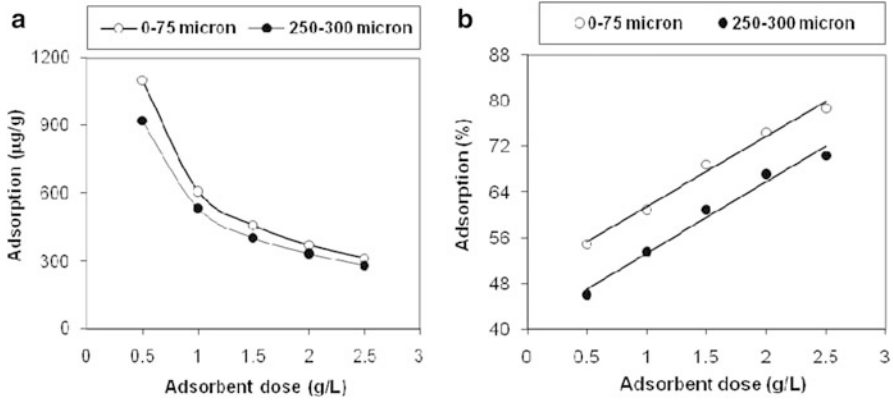 a
0-75 micron 250-300 micron
1200
900
600
300
0
Adsorption (µg/g)
0 0.5 1 1.5 2 2.5 3
Adsorbent dose (g/L)
b
0-75 micron 250-300 micron
88
80
72
64
56
48
40
Adsorption (%)
0 0.5 1 1.5 2 2.5 3
Adsorbent dose (g/L)